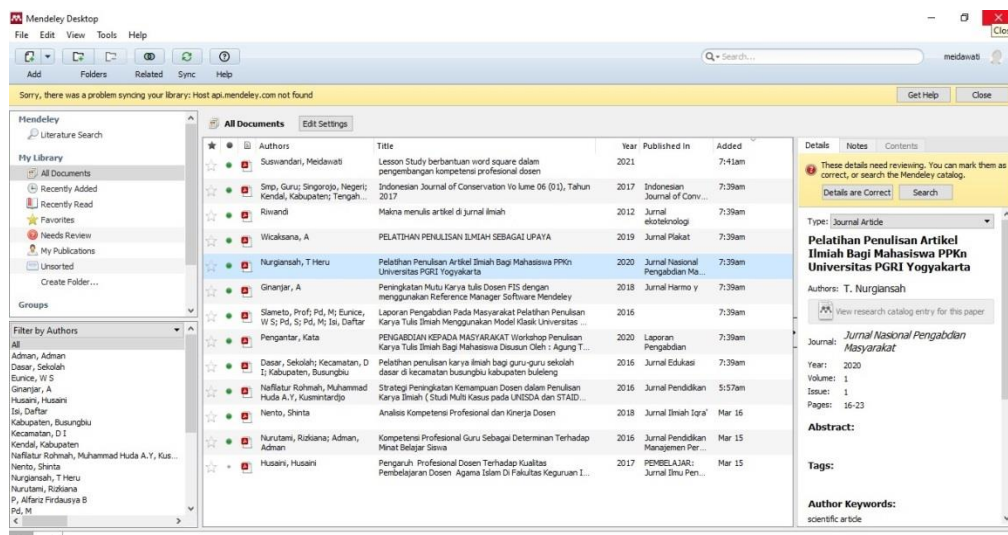 Mendeley Desktop
Clos
File Edit View Tools Help
Search...
meidawati
Add Folders Related Sync Help
Sorry, there was a problem syncing your library: Host api.mendeley.com not found
Get Help Close
Mendeley
Literature Search
My Library
All Documents
Recently Added
Recently Read
Favorites
Needs Review
My Publications
Unsorted
Create Folder...
Groups
Filter by Authors
All
Adman, Adman
Dasar, Sekolah
Eunice, W S
Ginanjar, A
Husaini, Husaini
Isi, Daftar
Kabupaten, Busungbiu
Kecamatan, D I
Kendal, Kabupaten
Nafilatur Rohmah, Muhammad Huda A.Y, Kus...
Nento, Shinta
Nurgiansah, T Heru
Nurutami, Rizkiana
P, Alfariz Firdausya B
Pd, M
All Documents Edit Settings
Authors Title Year Published In Added
Suswandari, Meidawati Lesson Study berbantuan word square dalam 2021 7:41am
pengembangan kompetensi profesional dosen
Smp, Guru; Singorojo, Negeri; Indonesian Journal of Conservation Vo lume 06 (01), Tahun 2017 Indonesian 7:39am
Kendal, Kabupaten; Tengah... 2017 Journal of Conv...
Riwandi Makna menulis artikel di jurnal ilmiah 2012 Jurnal 7:39am
ekoteknologi
Wicaksana, A PELATIHAN PENULISAN ILMIAH SEBAGAI UPAYA 2019 Jurnal Plakat 7:39am
Nurgiansah, T Heru Pelatihan Penulisan Artikel Ilmiah Bagi Mahasiswa PPKn 2020 Jurnal Nasional 7:39am
Universitas PGRI Yogyakarta Pengabdian Ma...
Ginanjar, A Peningkatan Mutu Karya tulis Dosen FIS dengan 2018 Jurnal Harmo y 7:39am
menggunakan Reference Manager Software Mendeley
Slameto, Prof; Pd, M; Eunice, Laporan Pengabdian Pada Masyarakat Pelatihan Penulisan 2016 7:39am
W S; Pd, S; Pd, M; Isi, Daftar Karya Tulis Ilmiah Menggunakan Model Klasik Universitas ...
Pengantar, Kata PENGABDIAN KEPADA MASYARAKAT Workshop Penulisan 2020 Laporan 7:39am
Karya Tulis Ilmiah Bagi Mahasiswa Disusun Oleh : Agung T... Pengabdian
Dasar, Sekolah; Kecamatan, D Pelatihan penulisan karya ilmiah bagi guru-guru sekolah 2016 Jurnal Edukasi 7:39am
I; Kabupaten, Busungbiu dasar di kecamatan busungbiu kabupaten buleleng
Nafilatur Rohmah, Muhammad Strategi Peningkatan Kemampuan Dosen dalam Penulisan 2016 Jurnal Pendidikan 5:57am
Huda A.Y, Kusmintardjo Karya Ilmiah ( Studi Multi Kasus pada UNISDA dan STAID...
Nento, Shinta Analisis Kompetensi Profesional dan Kinerja Dosen 2018 Jurnal Ilmiah Iqra' Mar 16
Nurutami, Rizkiana; Adman, Kompetensi Profesional Guru Sebagai Determinan Terhadap 2016 Jurnal Pendidikan Mar 15
Adman Minat Belajar Siswa Manajemen Per...
Husaini, Husaini Pengaruh Profesional Dosen Terhadap Kualitas 2017 PEMBELAJAR: Mar 15
Pembelajaran Dosen Agama Islam Di Fakultas Keguruan I... Jurnal Ilmu Pen...
Details Notes Contents
These details need reviewing. You can mark them as
correct, or search the Mendeley catalog.
Details are Correct Search
Type: Journal Article
Pelatihan Penulisan Artikel
Ilmiah Bagi Mahasiswa PPKn
Universitas PGRI Yogyakarta
Authors: T. Nurgiansah
View research catalog entry for this paper
Journal: Jurnal Nasional Pengabdian
Masyarakat
Year: 2020
Volume: 1
Issue: 1
Pages: 16-23
Abstract:
Tags:
Author Keywords:
scientific article